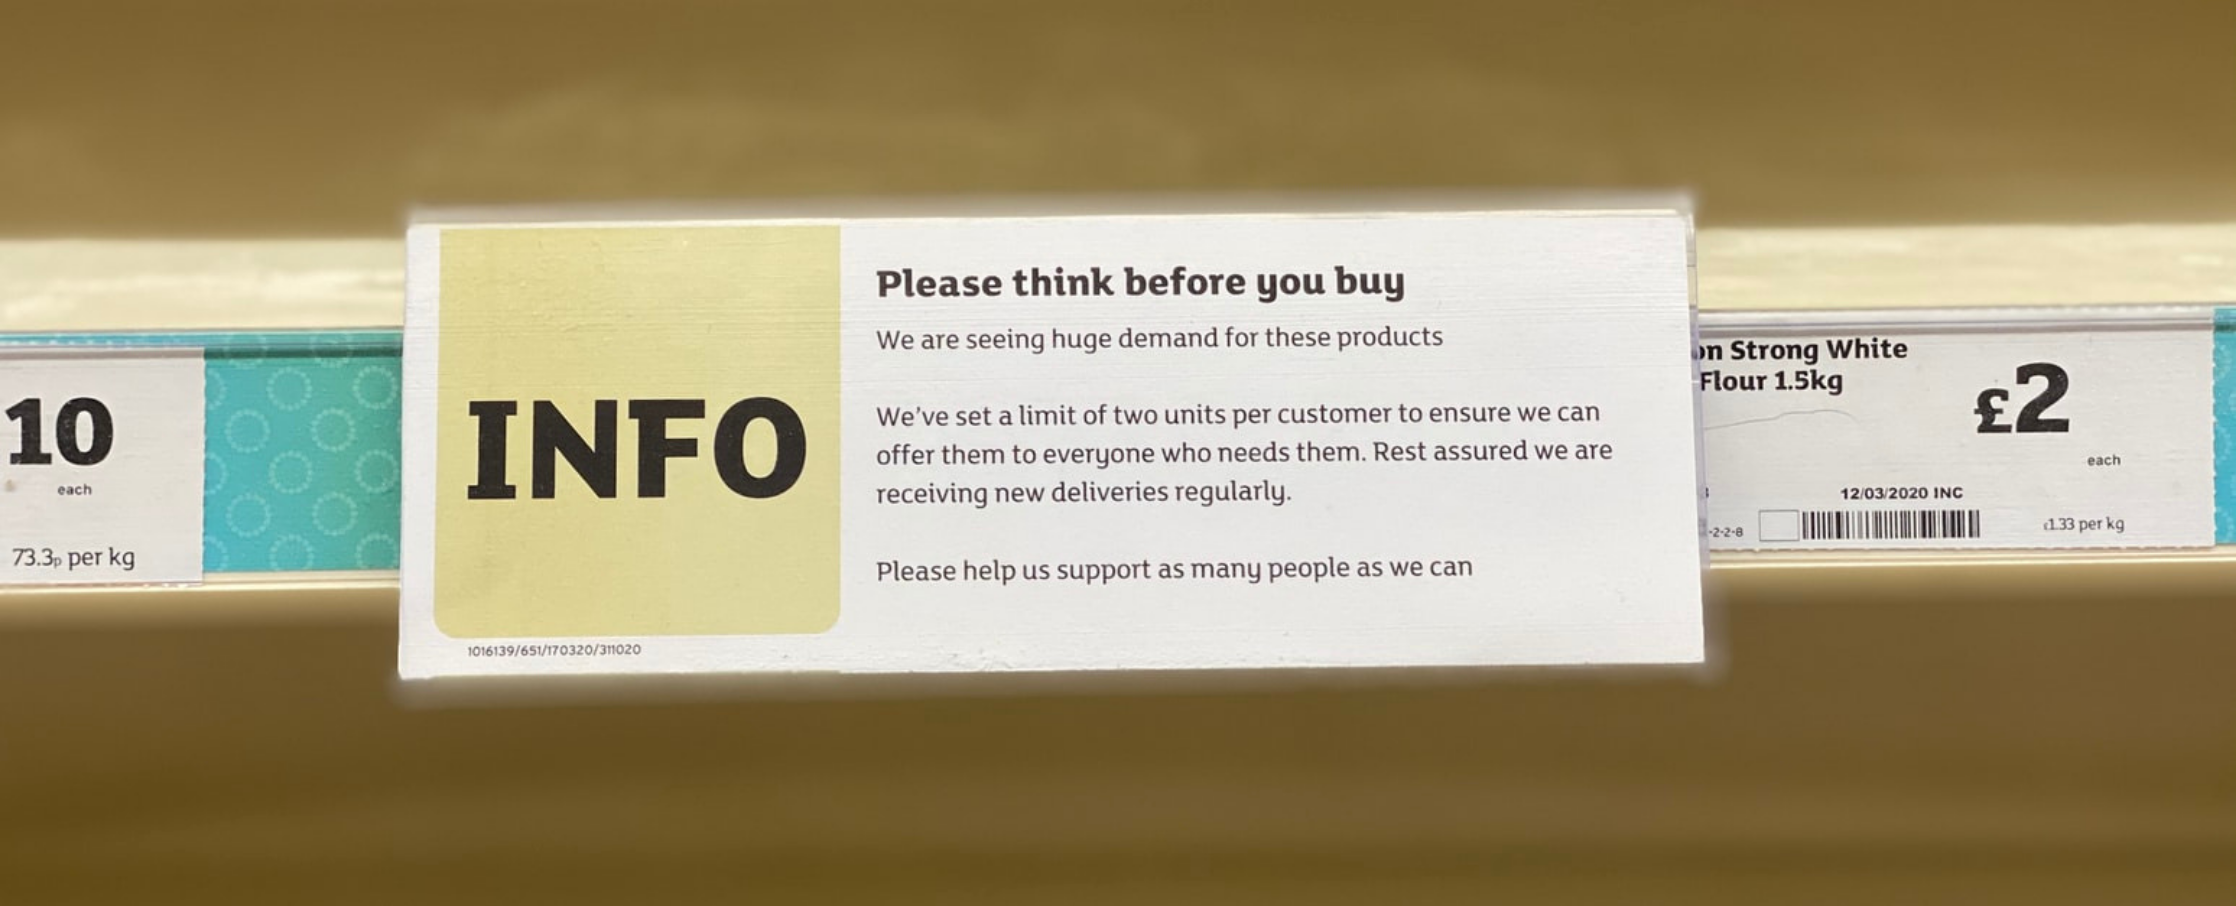 INFO
1016139/651/170320/311020
Please think before you buy
We are seeing huge demand for these products
We've set a limit of two units per customer to ensure we can
offer them to everyone who needs them. Rest assured we are
receiving new deliveries regularly.
Please help us support as many people as we can
10
each
73.3p per kg
on Strong White
Flour 1.5kg
£2
each
12/03/2020 INC
-2-2-8
£1.33 per kg